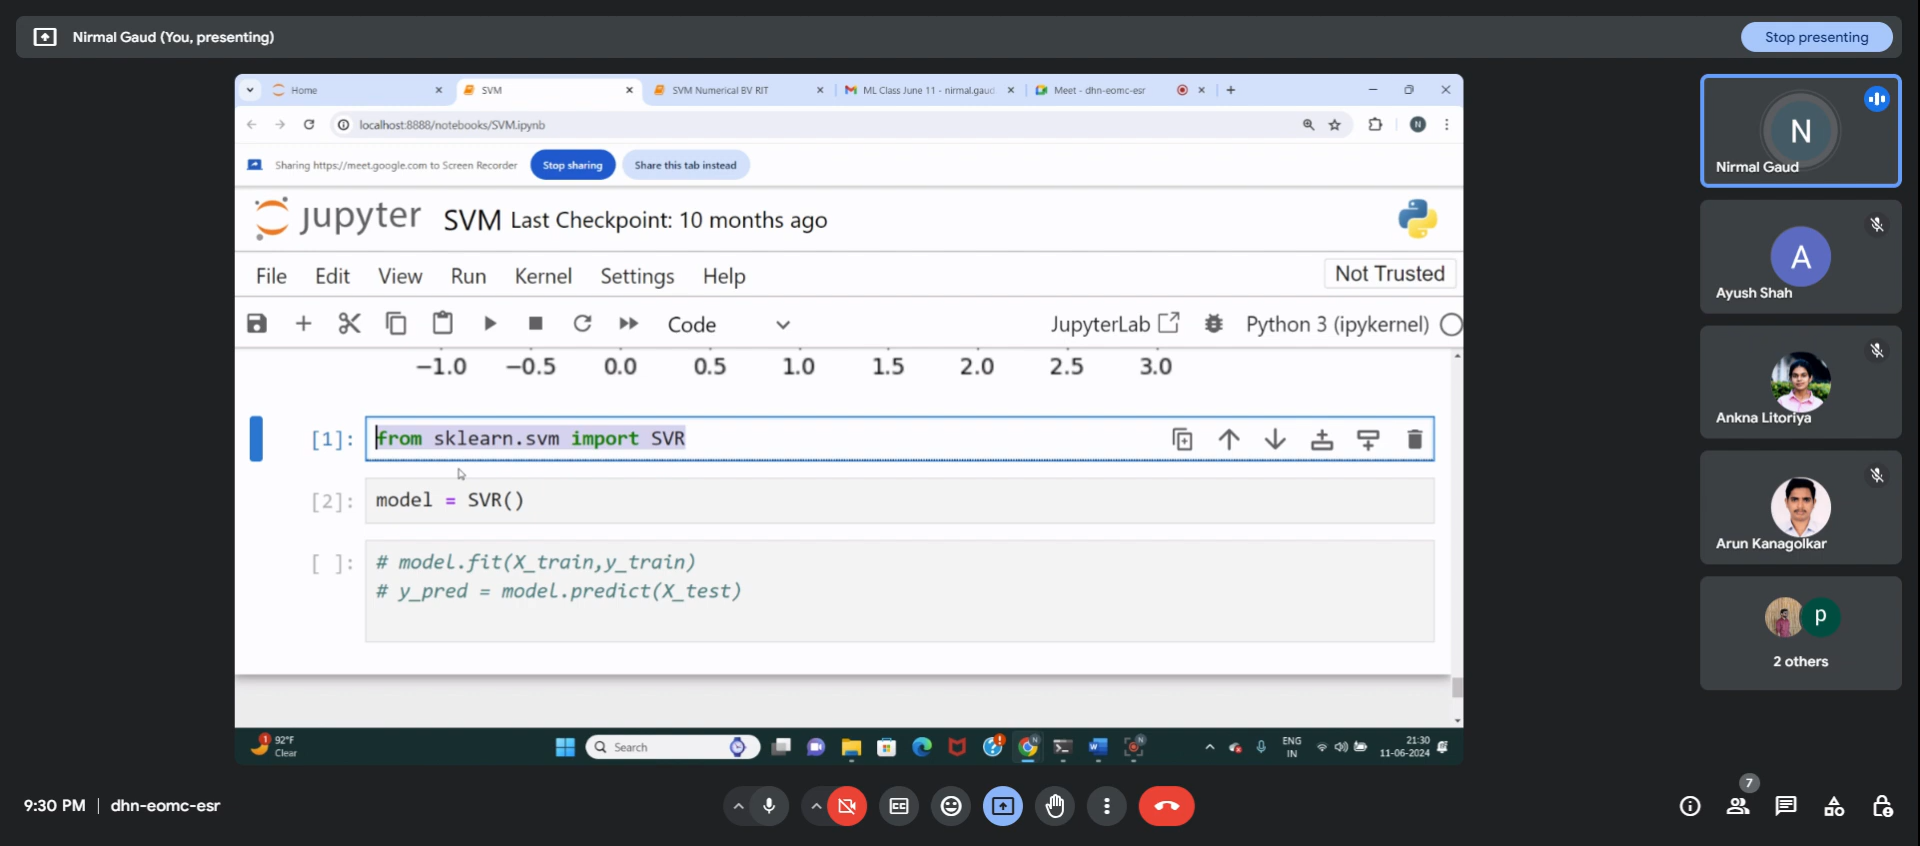 Nirmal Gaud (You, presenting)
Stop presenting
Home
SVM
SVM Numerical BV RIT
ML Class June 11 - nirmal.gaud
Meet - dhn-eomc-esr
localhost:8888/notebooks/SVM.ipynb
N
Sharing https://meet.google.com to Screen Recorder
Stop sharing
Share this tab instead
jupyter SVM Last Checkpoint: 10 months ago
File Edit View Run Kernel Settings Help
Not Trusted
Code
JupyterLab
Python 3 (ipykernel)
−1.0 −0.5 0.0 0.5 1.0 1.5 2.0 2.5 3.0
[1]: from sklearn.svm import SVR
[2]: model = SVR()
[ ]: # model.fit(X_train,y_train)
# y_pred = model.predict(X_test)
1
92°F
Clear
Search
ENG
IN
21:30
11-06-2024
N
Nirmal Gaud
A
Ayush Shah
Ankna Litoriya
Arun Kanagolkar
p
2 others
9:30 PM | dhn-eomc-esr
7